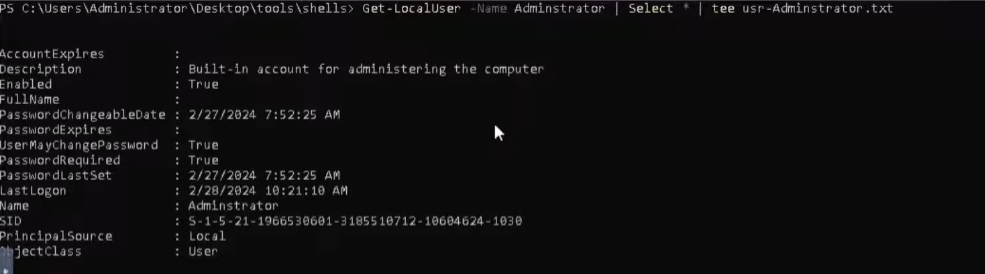 PS C:\Users\Administrator\Desktop\tools\shells> Get-LocalUser -Name Adminstrator | Select * | tee usr-Adminstrator.txt
AccountExpires :
Description : Built-in account for administering the computer
Enabled : True
FullName :
PasswordChangeableDate : 2/27/2024 7:52:25 AM
PasswordExpires :
UserMayChangePassword : True
PasswordRequired : True
PasswordLastSet : 2/27/2024 7:52:25 AM
LastLogon : 2/28/2024 10:21:10 AM
Name : Adminstrator
SID : S-1-5-21-1966530601-3185510712-10604624-1030
PrincipalSource : Local
ObjectClass : User